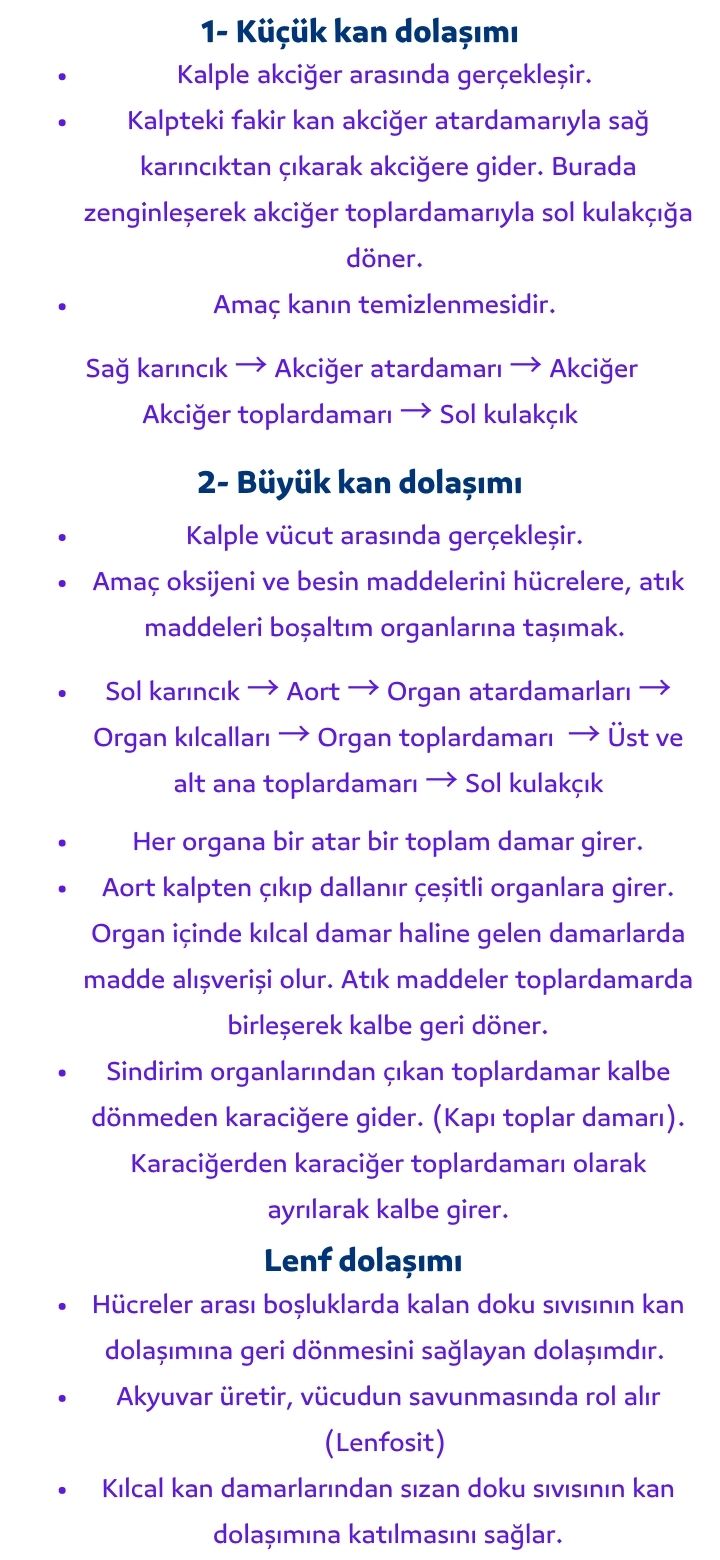 1- Küçük kan dolaşımı
• Kalple akciğer arasında gerçekleşir.
• Kalpteki fakir kan akciğer atardamarıyla sağ
karıncıktan çıkarak akciğere gider. Burada
zenginleşerek akciğer toplardamarıyla sol kulakçığa
döner.
• Amaç kanın temizlenmesidir.
Sağ karıncık → Akciğer atardamarı → Akciğer
Akciğer toplardamarı → Sol kulakçık
2- Büyük kan dolaşımı
• Kalple vücut arasında gerçekleşir.
• Amaç oksijeni ve besin maddelerini hücrelere, atık
maddeleri boşaltım organlarına taşımak.
• Sol karıncık → Aort → Organ atardamarları →
Organ kılcalları → Organ toplardamarı → Üst ve
alt ana toplardamarı → Sol kulakçık
• Her organa bir atar bir toplam damar girer.
• Aort kalpten çıkıp dallanır çeşitli organlara girer.
Organ içinde kılcal damar haline gelen damarlarda
madde alışverişi olur. Atık maddeler toplardamarda
birleşerek kalbe geri döner.
• Sindirim organlarından çıkan toplardamar kalbe
dönmeden karaciğere gider. (Kapı toplar damarı).
Karaciğerden karaciğer toplardamarı olarak
ayrılarak kalbe girer.
Lenf dolaşımı
• Hücreler arası boşluklarda kalan doku sıvısının kan
dolaşımına geri dönmesini sağlayan dolaşımdır.
• Akyuvar üretir, vücudun savunmasında rol alır
(Lenfosit)
• Kılcal kan damarlarından sızan doku sıvısının kan
dolaşımına katılmasını sağlar.